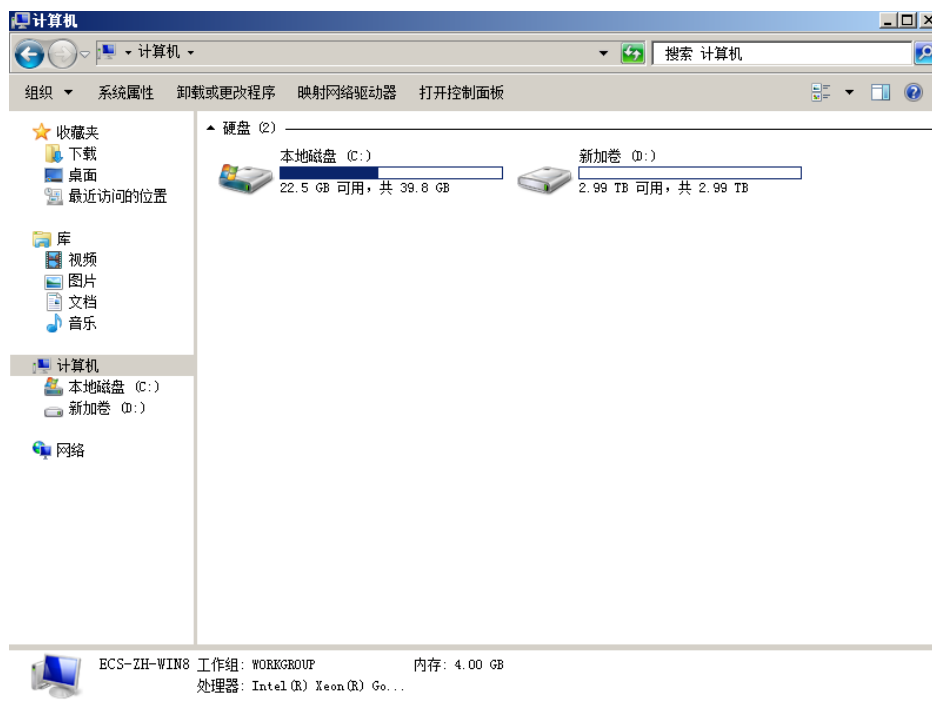 计算机
计算机
搜索 计算机
组织 系统属性 卸载或更改程序 映射网络驱动器 打开控制面板
收藏夹
下载
桌面
最近访问的位置
库
视频
图片
文档
音乐
计算机
本地磁盘 (C:)
新加卷 (D:)
网络
硬盘 (2)
本地磁盘 (C:)
22.5 GB 可用，共 39.8 GB
新加卷 (D:)
2.99 TB 可用，共 2.99 TB
ECS-ZH-WIN8 工作组: WORKGROUP 内存: 4.00 GB
处理器: Intel(R) Xeon(R) Go...